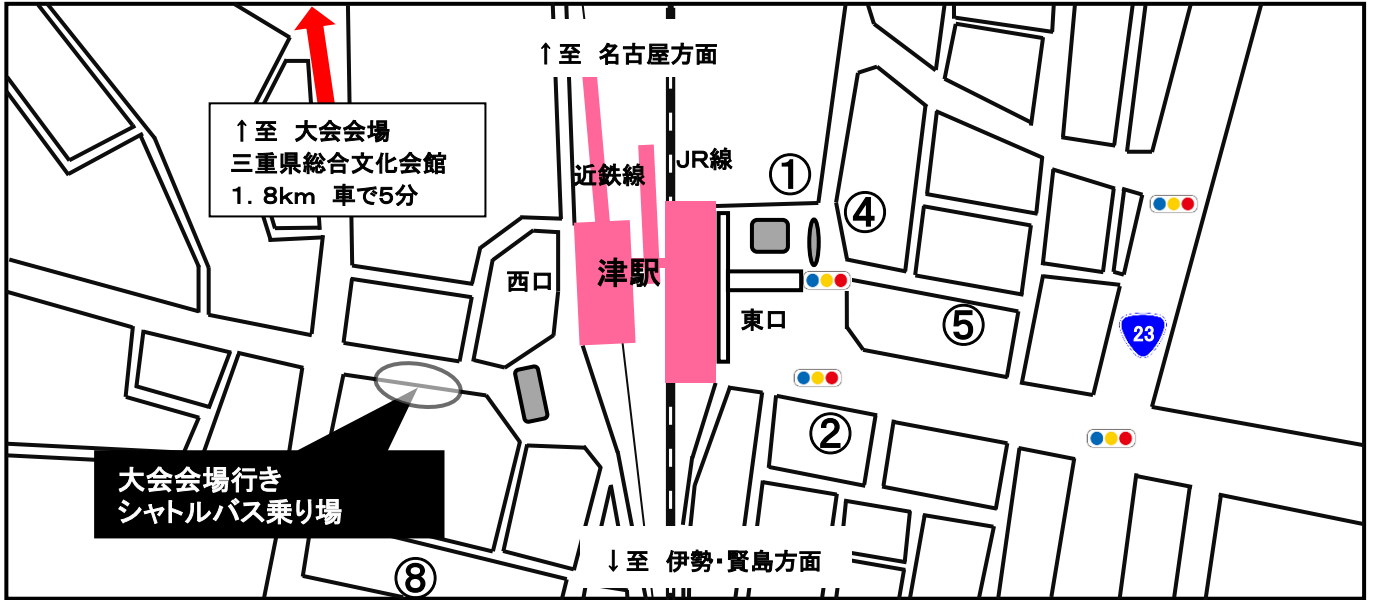 ↑至 名古屋方面
↑至 大会会場
三重県総合文化会館
1.8km 車で5分
近鉄線
JR線
①
④
西口
津駅
東口
⑤
23
②
大会会場行き
シャトルバス乗り場
↓至 伊勢・賢島方面
⑧